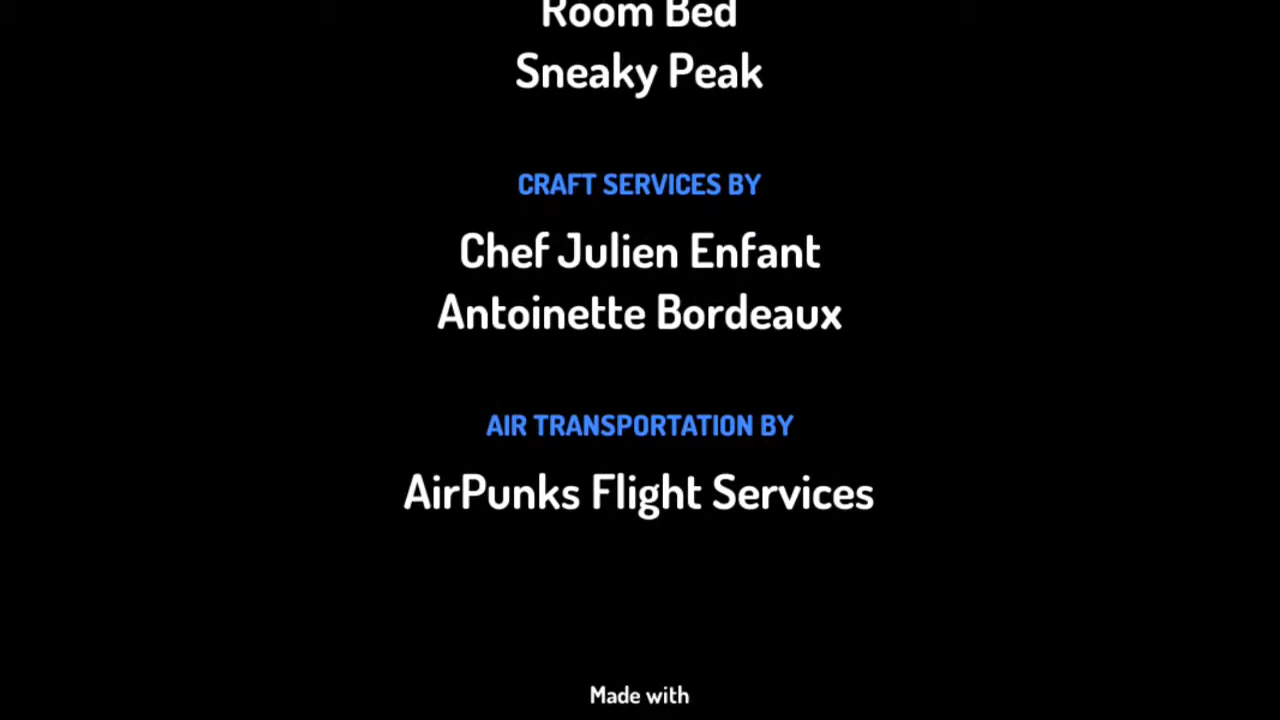 Room Bed
Sneaky Peak
CRAFT SERVICES BY
Chef Julien Enfant
Antoinette Bordeaux
AIR TRANSPORTATION BY
AirPunks Flight Services
Made with